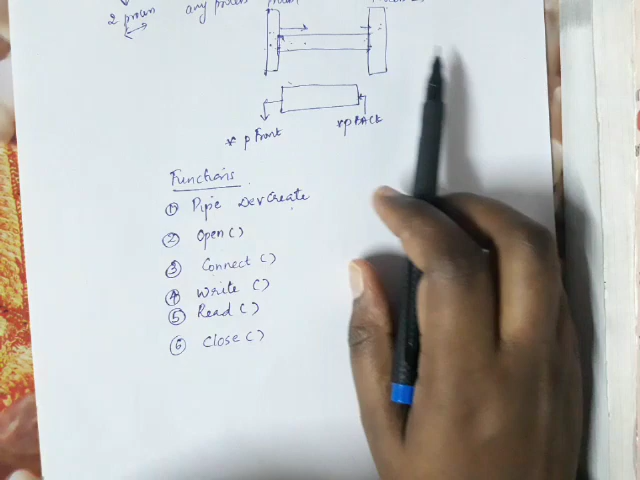 2 process any process
* p Front *p BACK
Functions
① Pipe DevCreate
② Open ( )
③ Connect ( )
④ Write ( )
⑤ Read ( )
⑥ Close ( )